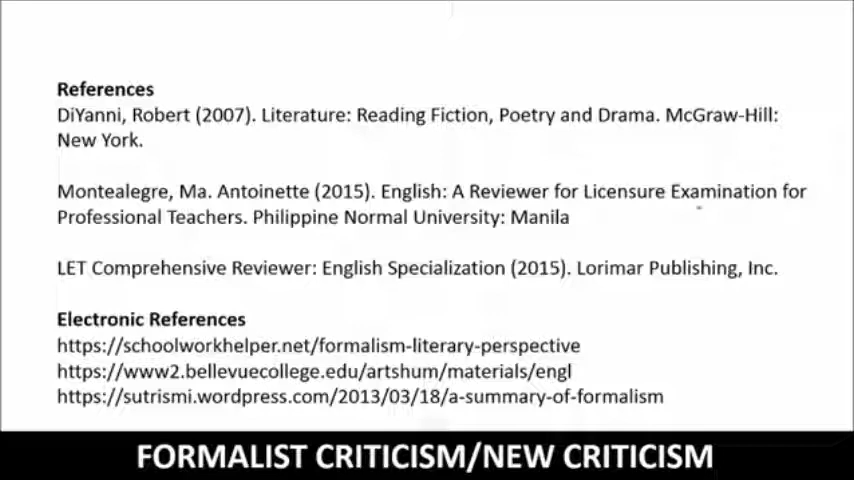 References
DiYanni, Robert (2007). Literature: Reading Fiction, Poetry and Drama. McGraw-Hill:
New York.
Montealegre, Ma. Antoinette (2015). English: A Reviewer for Licensure Examination for
Professional Teachers. Philippine Normal University: Manila
LET Comprehensive Reviewer: English Specialization (2015). Lorimar Publishing, Inc.
Electronic References
https://schoolworkhelper.net/formalism-literary-perspective
https://www2.bellevuecollege.edu/artshum/materials/engl
https://sutrismi.wordpress.com/2013/03/18/a-summary-of-formalism
FORMALIST CRITICISM/NEW CRITICISM